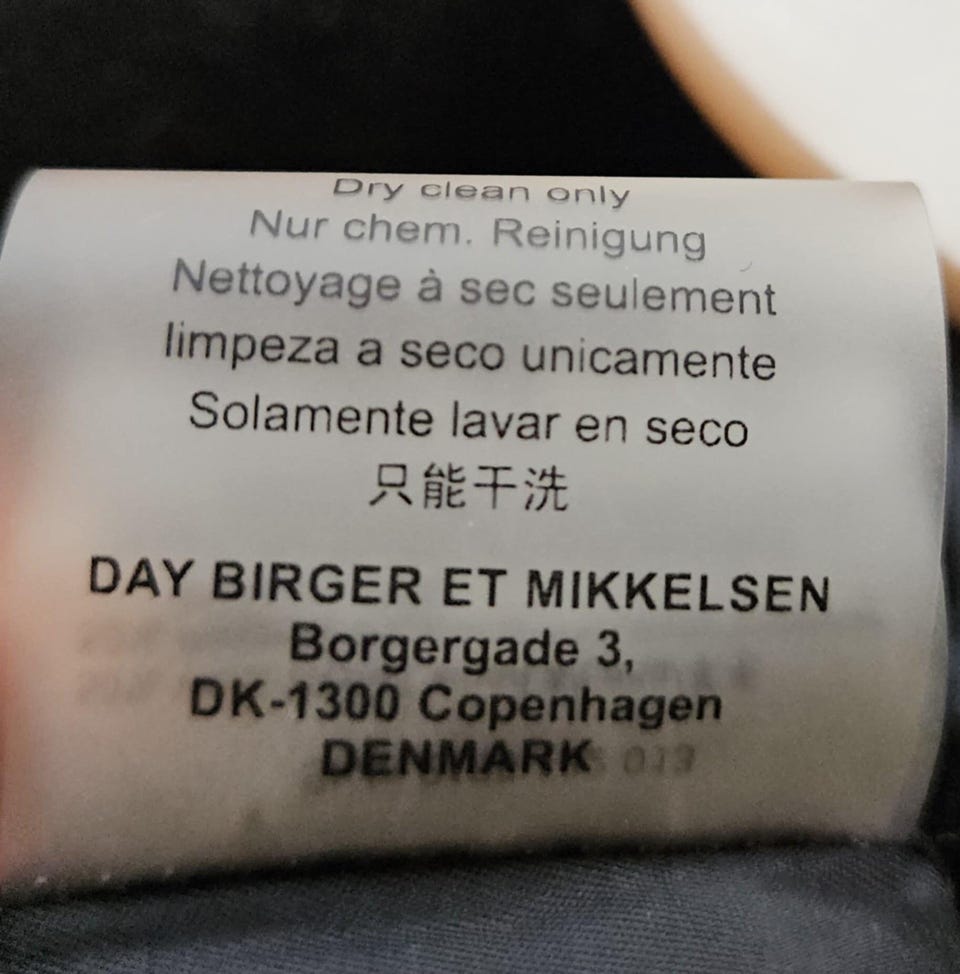 Dry clean only
Nur chem. Reinigung
Nettoyage à sec seulement
limpeza a seco unicamente
Solamente lavar en seco
只能干洗
DAY BIRGER ET MIKKELSEN
Borgergade 3,
DK-1300 Copenhagen
DENMARK